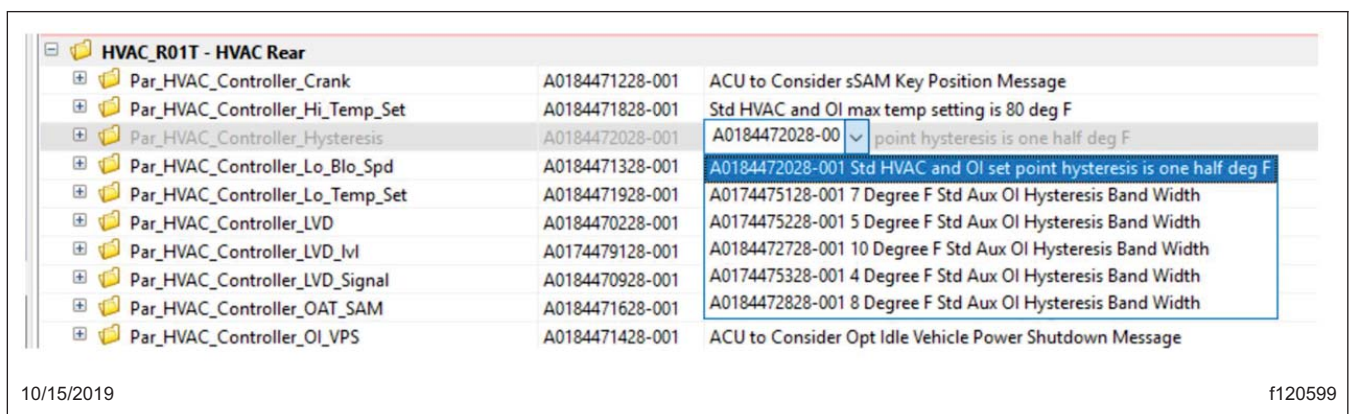 HVAC_R01T - HVAC Rear
Par_HVAC_Controller_Crank A0184471228-001 ACU to Consider sSAM Key Position Message
Par_HVAC_Controller_Hi_Temp_Set A0184471828-001 Std HVAC and OI max temp setting is 80 deg F
Par_HVAC_Controller_Hysteresis A0184472028-001 A0184472028-00 point hysteresis is one half deg F
Par_HVAC_Controller_Lo_Blo_Spd A0184471328-001 A0184472028-001 Std HVAC and OI set point hysteresis is one half deg F
Par_HVAC_Controller_Lo_Temp_Set A0184471928-001 A0174475128-001 7 Degree F Std Aux OI Hysteresis Band Width
Par_HVAC_Controller_LVD A0184470228-001 A0174475228-001 5 Degree F Std Aux OI Hysteresis Band Width
Par_HVAC_Controller_LVD_lvl A0174479128-001 A0184472728-001 10 Degree F Std Aux OI Hysteresis Band Width
Par_HVAC_Controller_LVD_Signal A0184470928-001 A0174475328-001 4 Degree F Std Aux OI Hysteresis Band Width
Par_HVAC_Controller_OAT_SAM A0184471628-001 A0184472828-001 8 Degree F Std Aux OI Hysteresis Band Width
Par_HVAC_Controller_OI_VPS A0184471428-001 ACU to Consider Opt Idle Vehicle Power Shutdown Message
10/15/2019 f120599